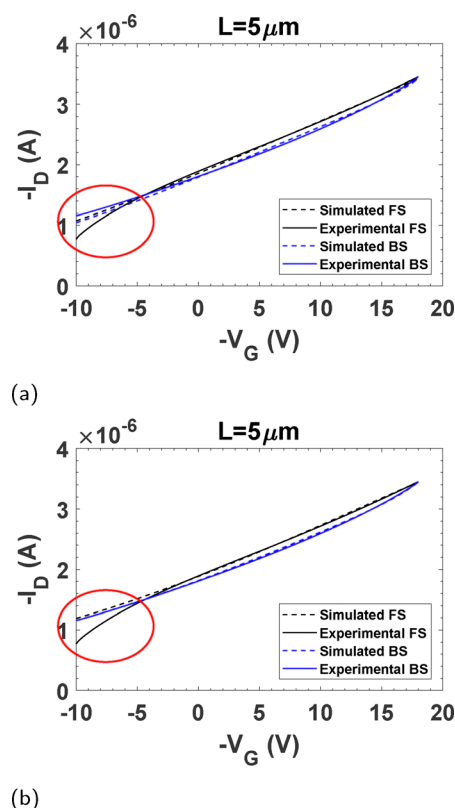 ×10⁻⁶
L=5μm
4
3
2
1
0
-I_D (A)
-10
-5
0
5
10
15
20
-V_G (V)
Simulated FS
Experimental FS
Simulated BS
Experimental BS
(a)
×10⁻⁶
L=5μm
4
3
2
1
0
-I_D (A)
-10
-5
0
5
10
15
20
-V_G (V)
Simulated FS
Experimental FS
Simulated BS
Experimental BS
(b)